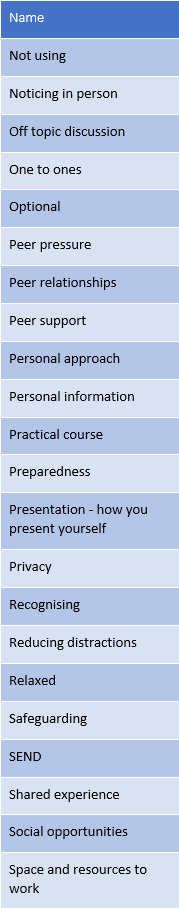 Name
Not using
Noticing in person
Off topic discussion
One to ones
Optional
Peer pressure
Peer relationships
Peer support
Personal approach
Personal information
Practical course
Preparedness
Presentation - how you
present yourself
Privacy
Recognising
Reducing distractions
Relaxed
Safeguarding
SEND
Shared experience
Social opportunities
Space and resources to
work